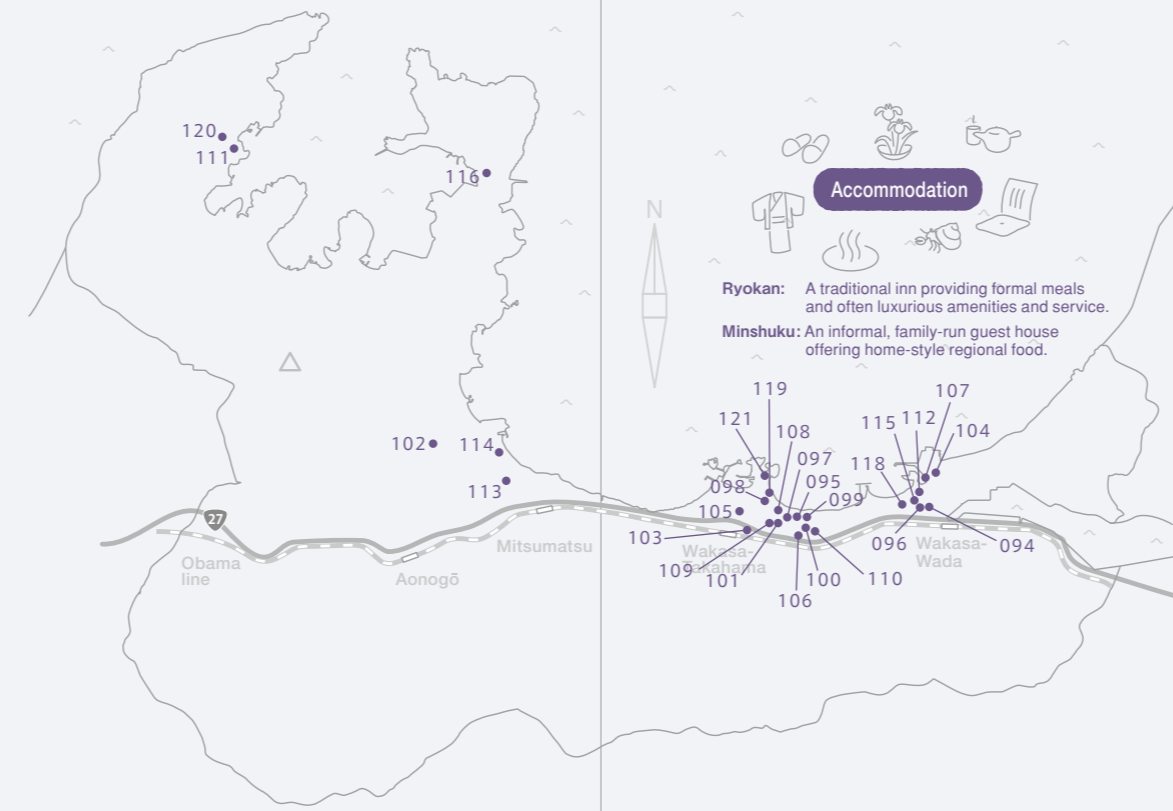 120
111
116
N
Accommodation
Ryokan: A traditional inn providing formal meals
and often luxurious amenities and service.
Minshuku: An informal, family-run guest house
offering home-style regional food.
119
107
121
108
115
112
104
102
114
097
118
113
098
095
099
105
27
103
096
094
Mitsumatsu
Wakasa-
Takahama
Wakasa-
Wada
Obama
line
Aonogō
109
101
100
110
106